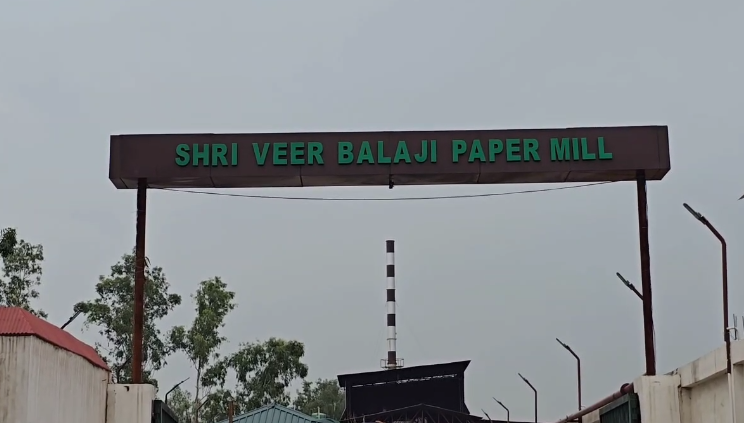 SHRI VEER BALAJI PAPER MILL